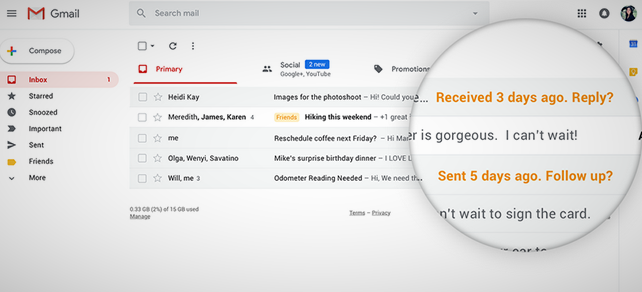 Gmail
Search mail
Compose
Inbox 1
Starred
Snoozed
Important
Sent
Friends
More
Primary
Social 2 new
Google+, YouTube
Promotions
Heidi Kay Images for the photoshoot – Hi! Could you
Meredith, James, Karen 4 Friends Hiking this weekend – +1 great
me Reschedule coffee next Friday? – Hi Mar
Olga, Wenyi, Savatino Mike's surprise birthday dinner – I LOVE L
Will, me 3 Odometer Reading Needed – Hi, We need th
0.33 GB (2%) of 15 GB used
Manage
Terms – Privacy
Received 3 days ago. Reply?
is gorgeous. I can't wait!
Sent 5 days ago. Follow up?
n't wait to sign the card.